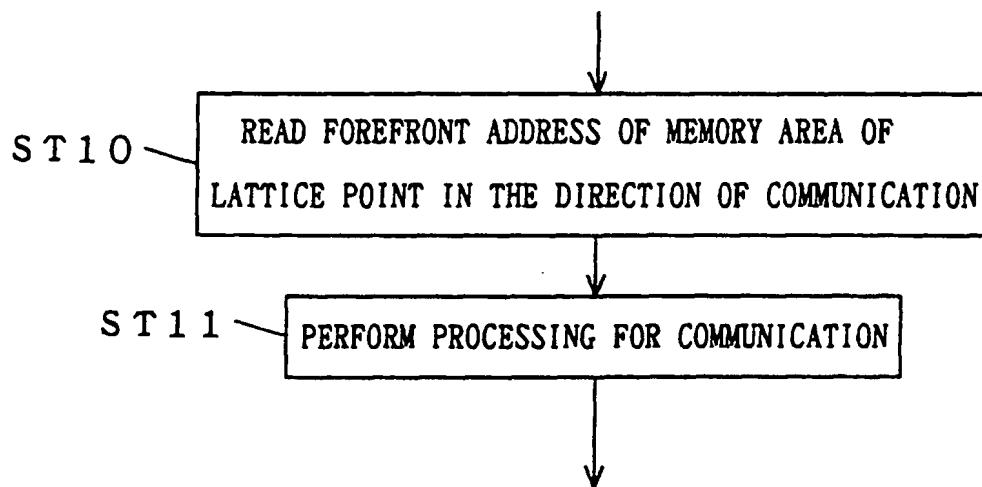 READ FOREFRONT ADDRESS OF MEMORY AREA OF
ST10
LATTICE POINT IN THE DIRECTION OF COMMUNICATION
ST11
PERFORM PROCESSING FOR COMMUNICATION